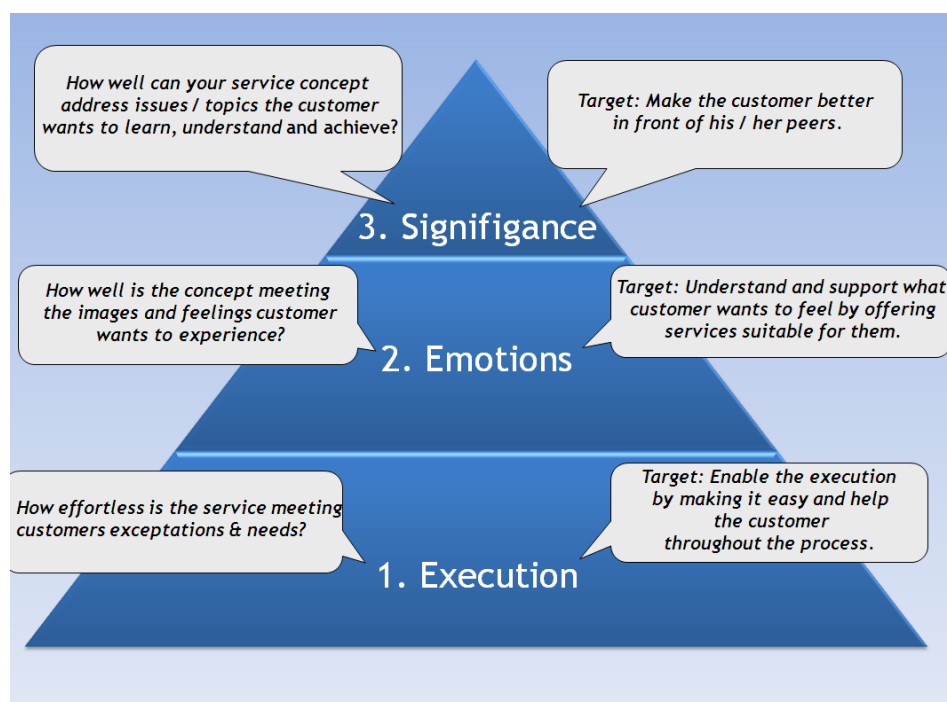 How well can your service concept
address issues / topics the customer
wants to learn, understand and achieve?
Target: Make the customer better
in front of his / her peers.
3. Signifigance
How well is the concept meeting
the images and feelings customer
wants to experience?
Target: Understand and support what
customer wants to feel by offering
services suitable for them.
2. Emotions
How effortless is the service meeting
customers exceptations & needs?
Target: Enable the execution
by making it easy and help
the customer
throughout the process.
1. Execution